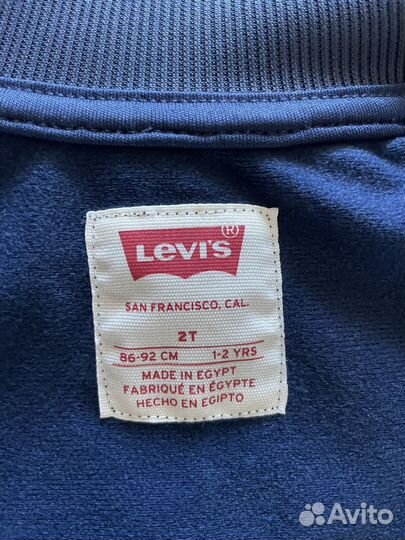 LEVI'S ®
SAN FRANCISCO, CAL.
2T
86-92 CM 1-2 YRS
MADE IN EGYPT
FABRIQUÉ EN ÉGYPTE
HECHO EN EGIPTO
Avito